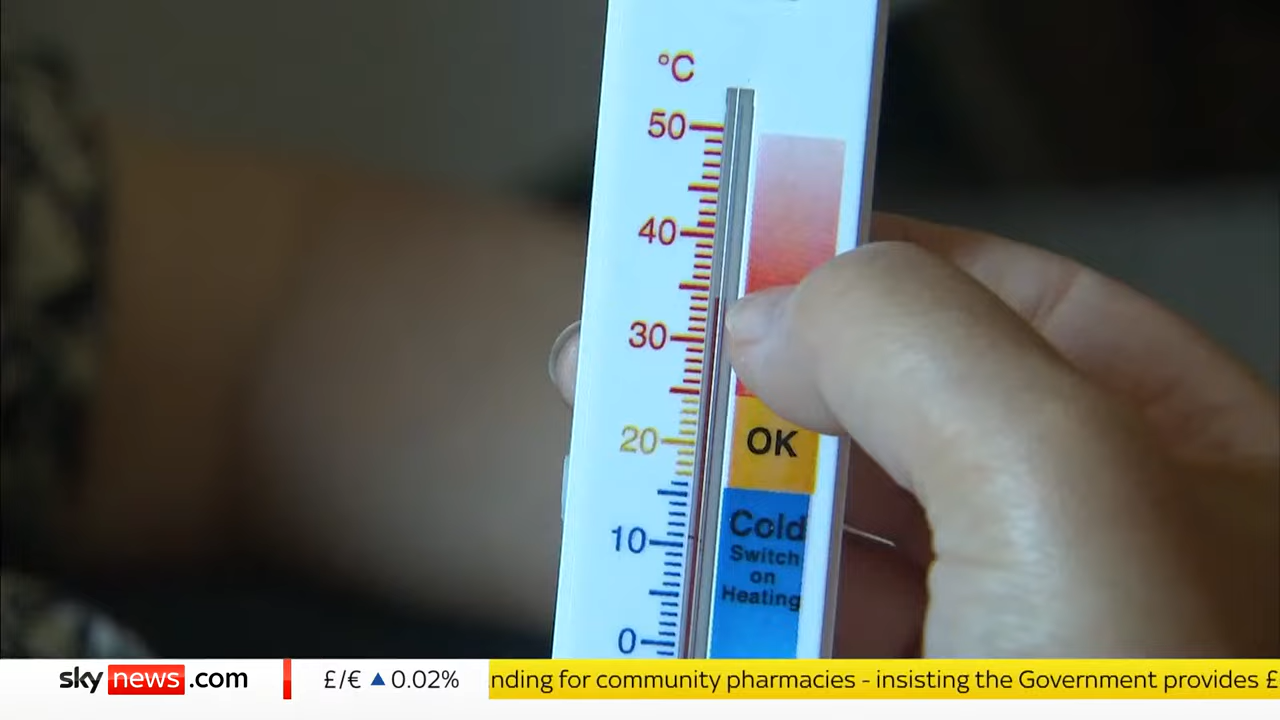 °C
50
40
30
20
10
0
OK
Cold
Switch
on
Heating
sky news.com
£/€ ▲ 0.02%
nding for community pharmacies - insisting the Government provides £